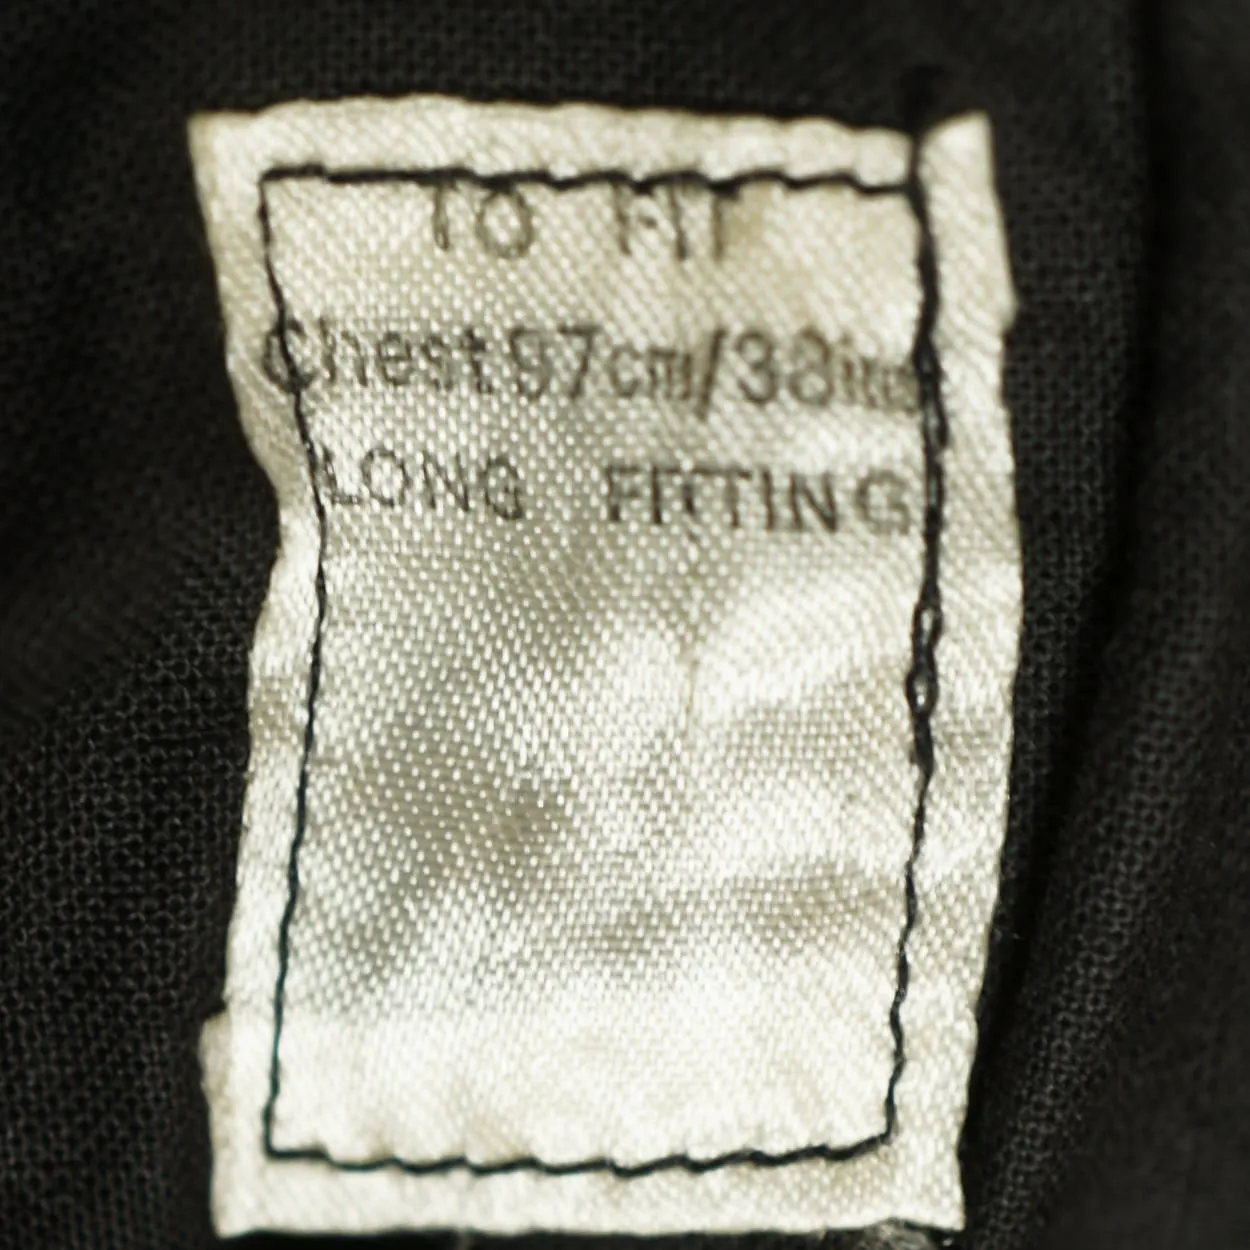 TO FIT
Chest 97cm/38ins
LONG FITTING